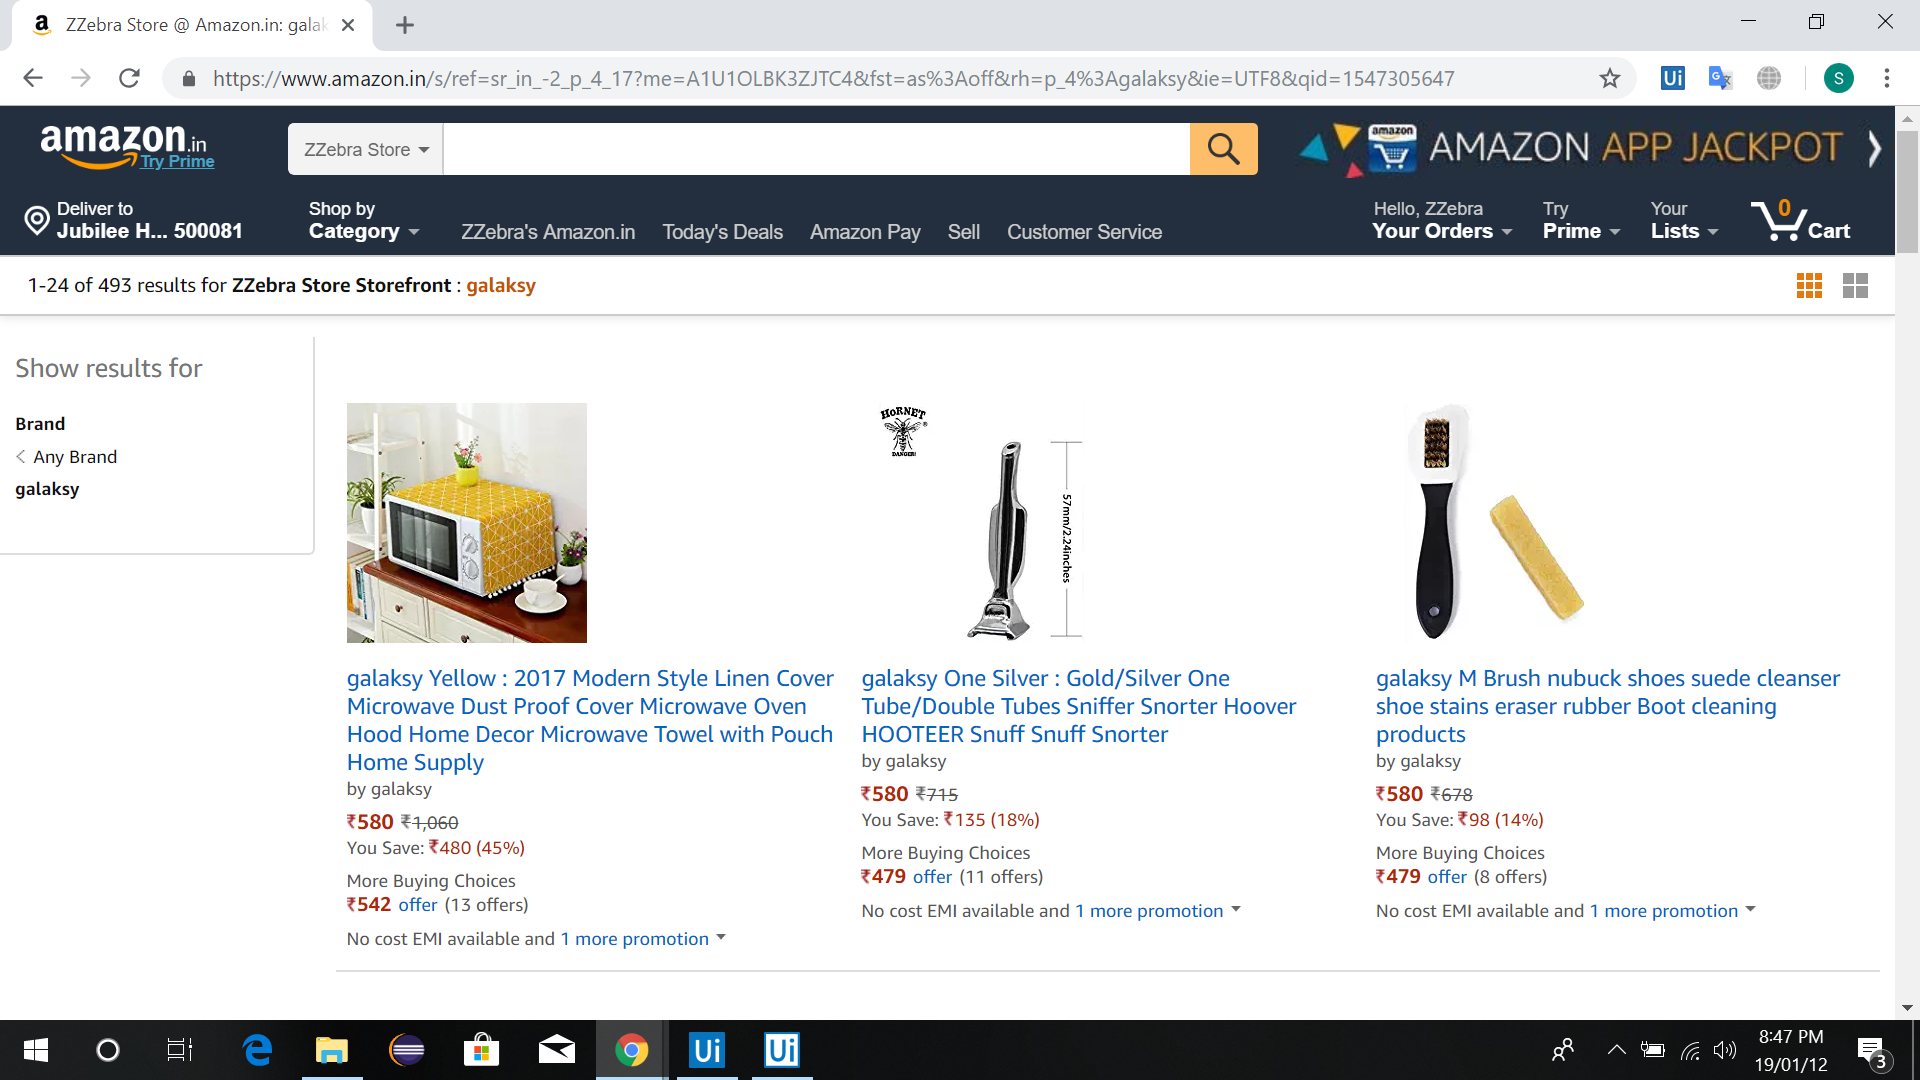 ZZebra Store @ Amazon.in: galak
https://www.amazon.in/s/ref=sr_in_-2_p_4_17?me=A1U1OLBK3ZJTC4&fst=as%3Aoff&rh=p_4%3Agalaksy&ie=UTF8&qid=1547305647
S
amazon.in
Try Prime
ZZebra Store
amazon
AMAZON APP JACKPOT
Deliver to
Jubilee H... 500081
Shop by
Category
ZZebra's Amazon.in
Today's Deals
Amazon Pay
Sell
Customer Service
Hello, ZZebra
Your Orders
Try
Prime
Your
Lists
0
Cart
1-24 of 493 results for ZZebra Store Storefront : galaksy
Show results for
Brand
Any Brand
galaksy
HORNET
DANGER!
57mm/2.24inches
galaksy Yellow : 2017 Modern Style Linen Cover
Microwave Dust Proof Cover Microwave Oven
Hood Home Decor Microwave Towel with Pouch
Home Supply
by galaksy
₹580 ₹1,060
You Save: ₹480 (45%)
More Buying Choices
₹542 offer (13 offers)
No cost EMI available and 1 more promotion
galaksy One Silver : Gold/Silver One
Tube/Double Tubes Sniffer Snorter Hoover
HOOTEER Snuff Snuff Snorter
by galaksy
₹580 ₹715
You Save: ₹135 (18%)
More Buying Choices
₹479 offer (11 offers)
No cost EMI available and 1 more promotion
galaksy M Brush nubuck shoes suede cleanser
shoe stains eraser rubber Boot cleaning
products
by galaksy
₹580 ₹678
You Save: ₹98 (14%)
More Buying Choices
₹479 offer (8 offers)
No cost EMI available and 1 more promotion
Ui
Ui
8:47 PM
19/01/12
3